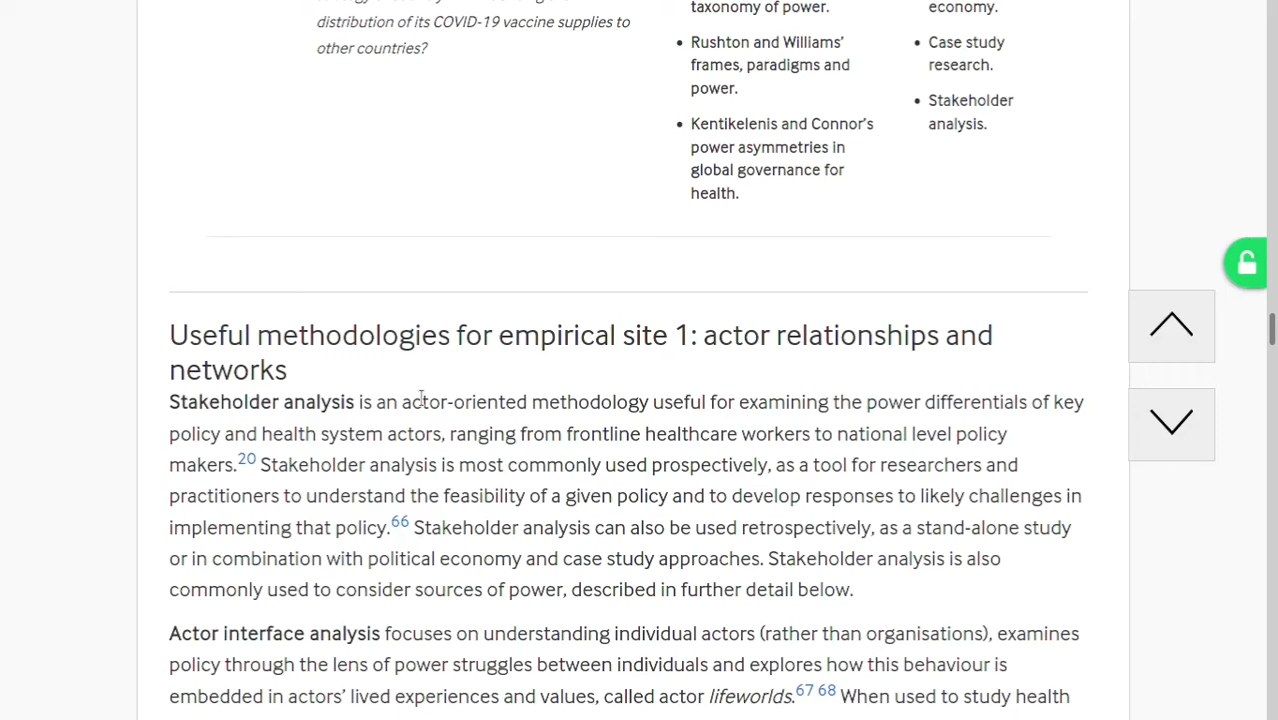 distribution of its COVID-19 vaccine supplies to
other countries?
taxonomy of power.
• Rushton and Williams’
frames, paradigms and
power.
• Kentikelenis and Connor’s
power asymmetries in
global governance for
health.
economy.
• Case study
research.
• Stakeholder
analysis.
Useful methodologies for empirical site 1: actor relationships and
networks
Stakeholder analysis is an actor-oriented methodology useful for examining the power differentials of key
policy and health system actors, ranging from frontline healthcare workers to national level policy
makers.20 Stakeholder analysis is most commonly used prospectively, as a tool for researchers and
practitioners to understand the feasibility of a given policy and to develop responses to likely challenges in
implementing that policy.66 Stakeholder analysis can also be used retrospectively, as a stand-alone study
or in combination with political economy and case study approaches. Stakeholder analysis is also
commonly used to consider sources of power, described in further detail below.
Actor interface analysis focuses on understanding individual actors (rather than organisations), examines
policy through the lens of power struggles between individuals and explores how this behaviour is
embedded in actors’ lived experiences and values, called actor lifeworlds.67 68 When used to study health